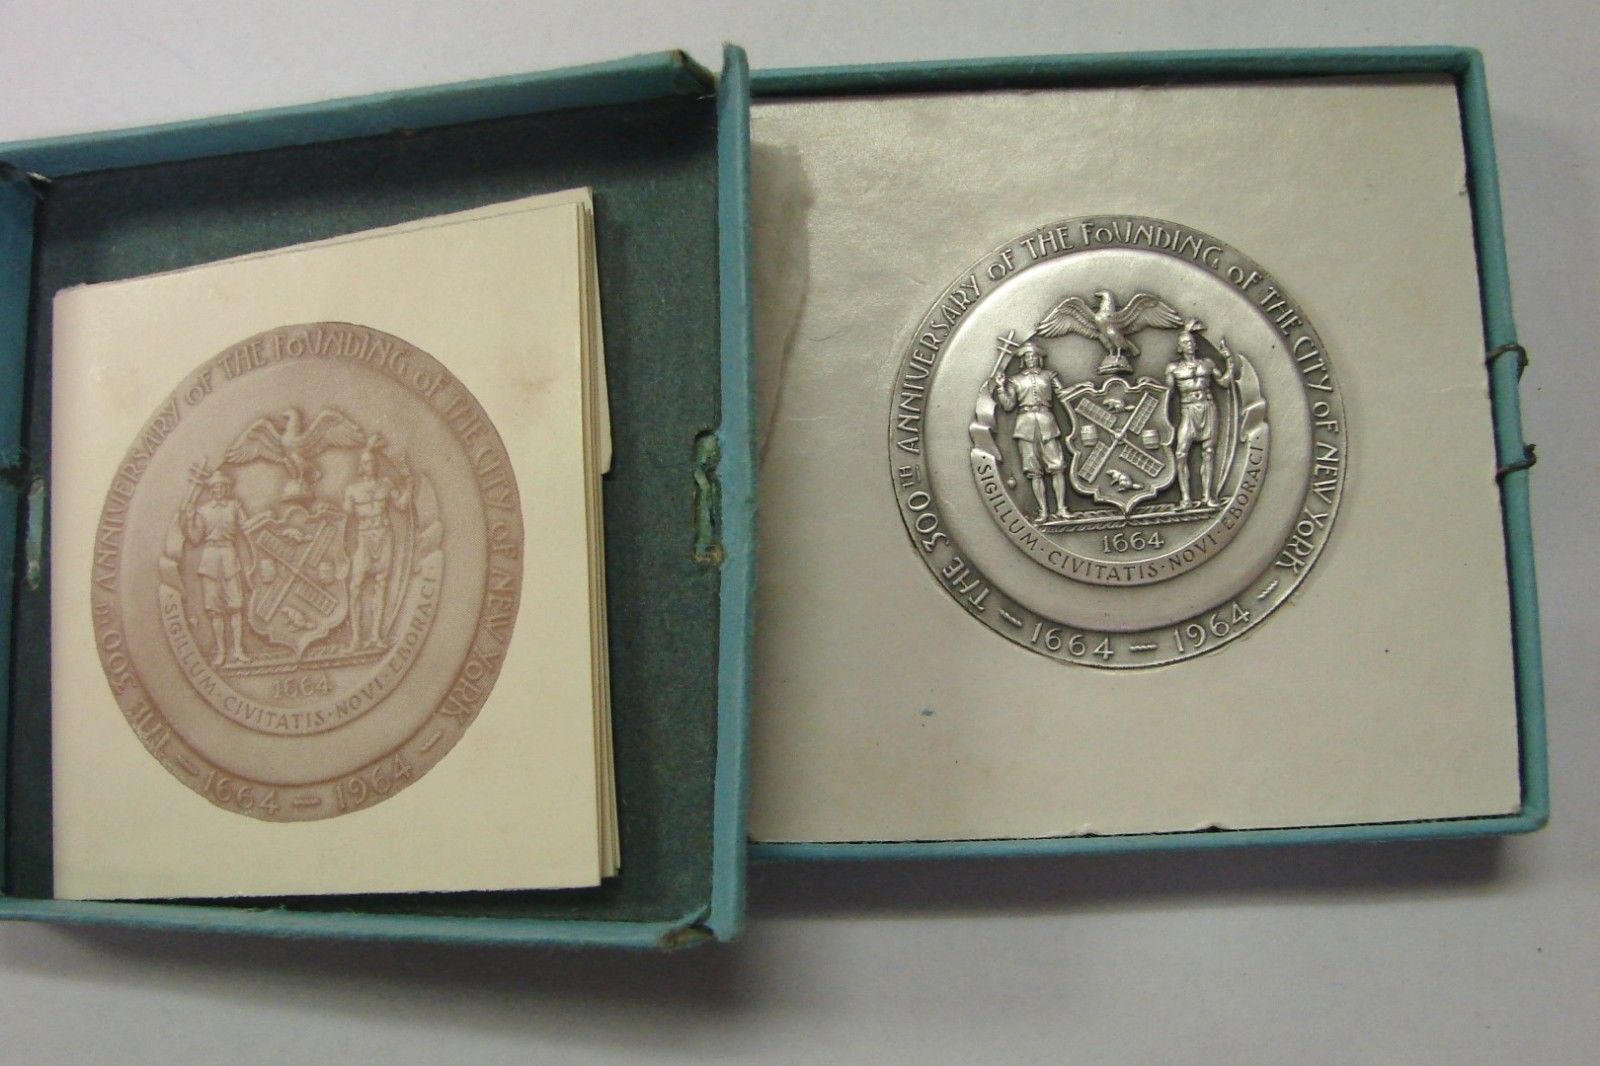 THE 300TH ANNIVERSARY OF THE FOUNDING OF THE CITY OF NEW YORK
— 1664 — 1964 —
1664
·SIGILLUM·CIVITATIS·NOVI·EBORACI·
THE 300TH ANNIVERSARY OF THE FOUNDING OF THE CITY OF NEW YORK
— 1664 — 1964 —
1664
·SIGILLUM·CIVITATIS·NOVI·EBORACI·